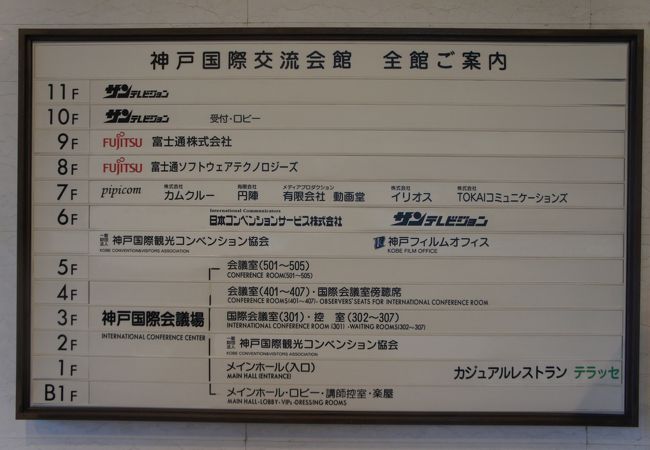 神戸国際交流会館 全館ご案内
11F サンテレビジョン
10F サンテレビジョン 受付・ロビー
9F FUJITSU 富士通株式会社
8F FUJITSU 富士通ソフトウェアテクノロジーズ
7F pipicom 株式会社 カムクルー 有限会社 円陣 メディアプロダクション 有限会社 動画堂 株式会社 イリオス 株式会社 TOKAIコミュニケーションズ
6F International Communicators 日本コンベンションサービス株式会社 サンテレビジョン
一般財団法人 神戸国際観光コンベンション協会 神戸フィルムオフィス
KOBE CONVENTION&VISITORS ASSOCIATION KOBE FILM OFFICE
5F 会議室(501~505)
CONFERENCE ROOM(501~505)
4F 会議室(401~407)・国際会議室傍聴席
CONFERENCE ROOMS(401~407)・OBSERVERS' SEATS FOR INTERNATIONAL CONFERENCE ROOM
3F 神戸国際会議場 国際会議室(301)・控 室(302~307)
INTERNATIONAL CONFERENCE ROOM (301)・WAITING ROOMS(302~307)
2F INTERNATIONAL CONFERENCE CENTER 一般財団法人 神戸国際観光コンベンション協会
KOBE CONVENTION&VISITORS ASSOCIATION
1F メインホール(入口) カジュアルレストラン テラッセ
MAIN HALL (ENTRANCE)
B1F メインホール・ロビー・講師控室・楽屋
MAIN HALL・LOBBY・VIPs・DRESSING ROOMS